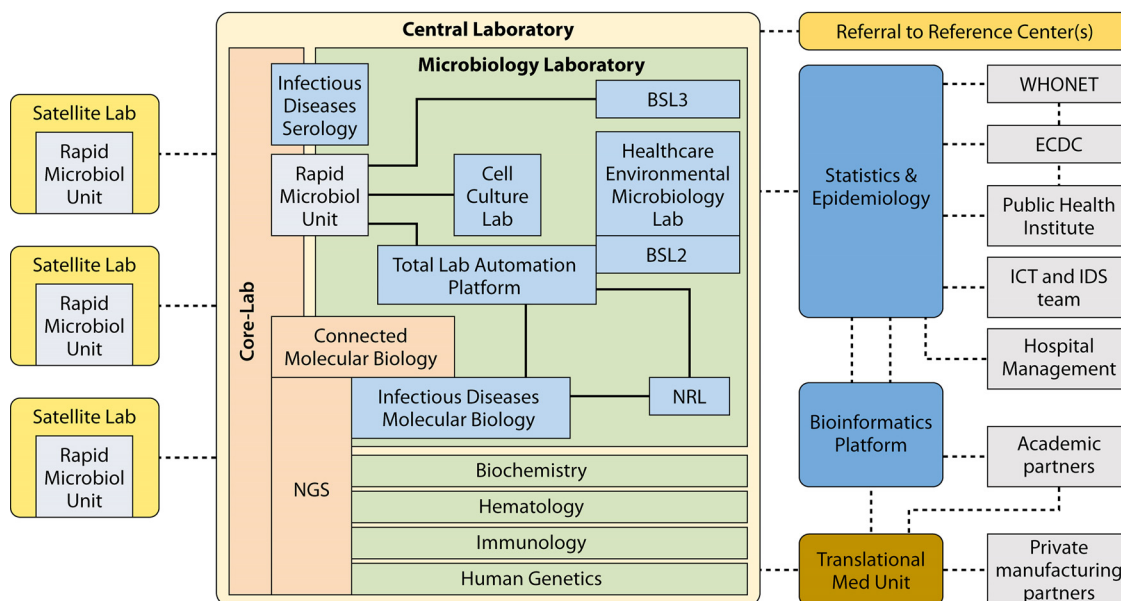 Central Laboratory
Referral to Reference Center(s)
Microbiology Laboratory
Infectious
Diseases
Serology
BSL3
WHONET
Satellite Lab
Rapid
Microbiol
Unit
Rapid
Microbiol
Unit
Cell
Culture
Lab
Healthcare
Environmental
Microbiology
Lab
BSL2
Statistics &
Epidemiology
ECDC
Public Health
Institute
Satellite Lab
Rapid
Microbiol
Unit
Total Lab Automation
Platform
ICT and IDS
team
Core-Lab
Connected
Molecular Biology
Hospital
Management
Infectious Diseases
Molecular Biology
NRL
Satellite Lab
Rapid
Microbiol
Unit
Bioinformatics
Platform
Academic
partners
NGS
Biochemistry
Hematology
Immunology
Human Genetics
Translational
Med Unit
Private
manufacturing
partners